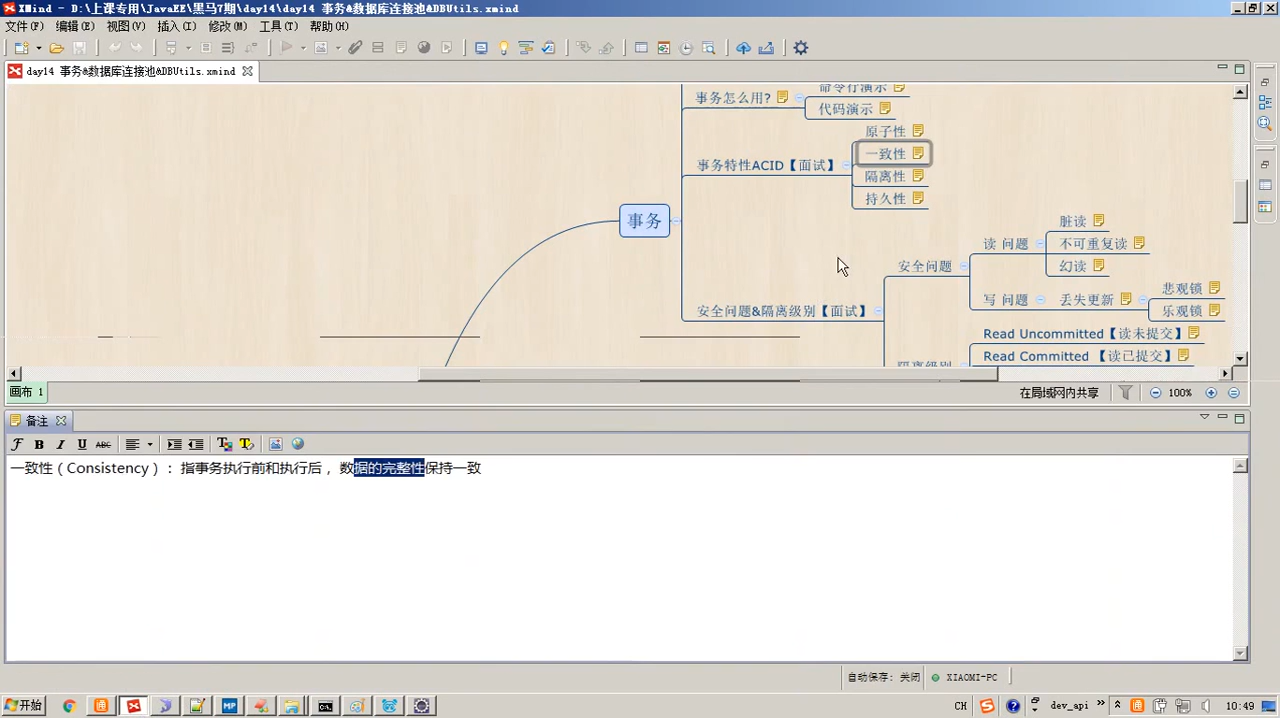 XMind - D:\上课专用\JavaEE\黑马7期\day14\day14 事务&数据库连接池&DBUtils.xmind
文件(F) 编辑(E) 视图(V) 插入(I) 修改(M) 工具(T) 帮助(H)
day14 事务&数据库连接池&DBUtils.xmind
事务怎么用?
命令行演示
代码演示
事务特性ACID【面试】
原子性
一致性
隔离性
持久性
事务
安全问题&隔离级别【面试】
安全问题
读 问题
脏读
不可重复读
幻读
写 问题
丢失更新
悲观锁
乐观锁
Read Uncommitted【读未提交】
Read Committed 【读已提交】
隔离级别
画布 1
在局域网内共享
100%
备注
一致性（Consistency）：指事务执行前和执行后，数据的完整性保持一致
自动保存: 关闭
XIAOMI-PC
开始
CH
dev_api
10:49